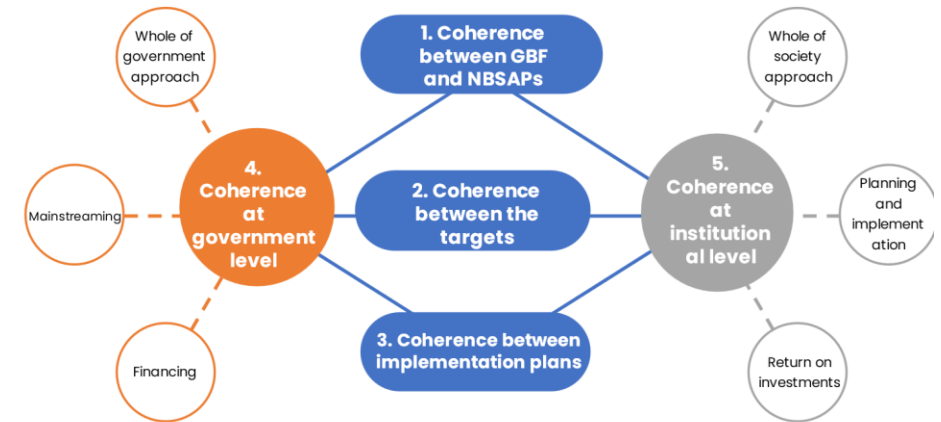 Whole of
government
approach
Mainstreaming
Financing
4.
Coherence
at
government
level
1. Coherence
between GBF
and NBSAPs
2. Coherence
between the
targets
3. Coherence between
implementation plans
5.
Coherence
at
institution
al level
Whole of
society
approach
Planning
and
implement
ation
Return on
investments